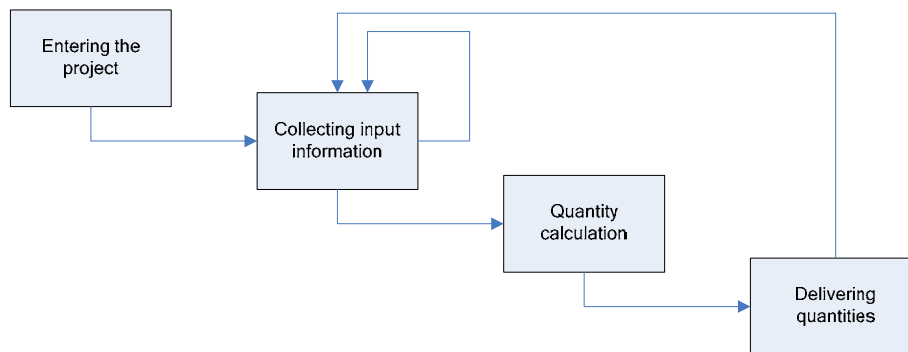 Entering the
project
Collecting input
information
Quantity
calculation
Delivering
quantities